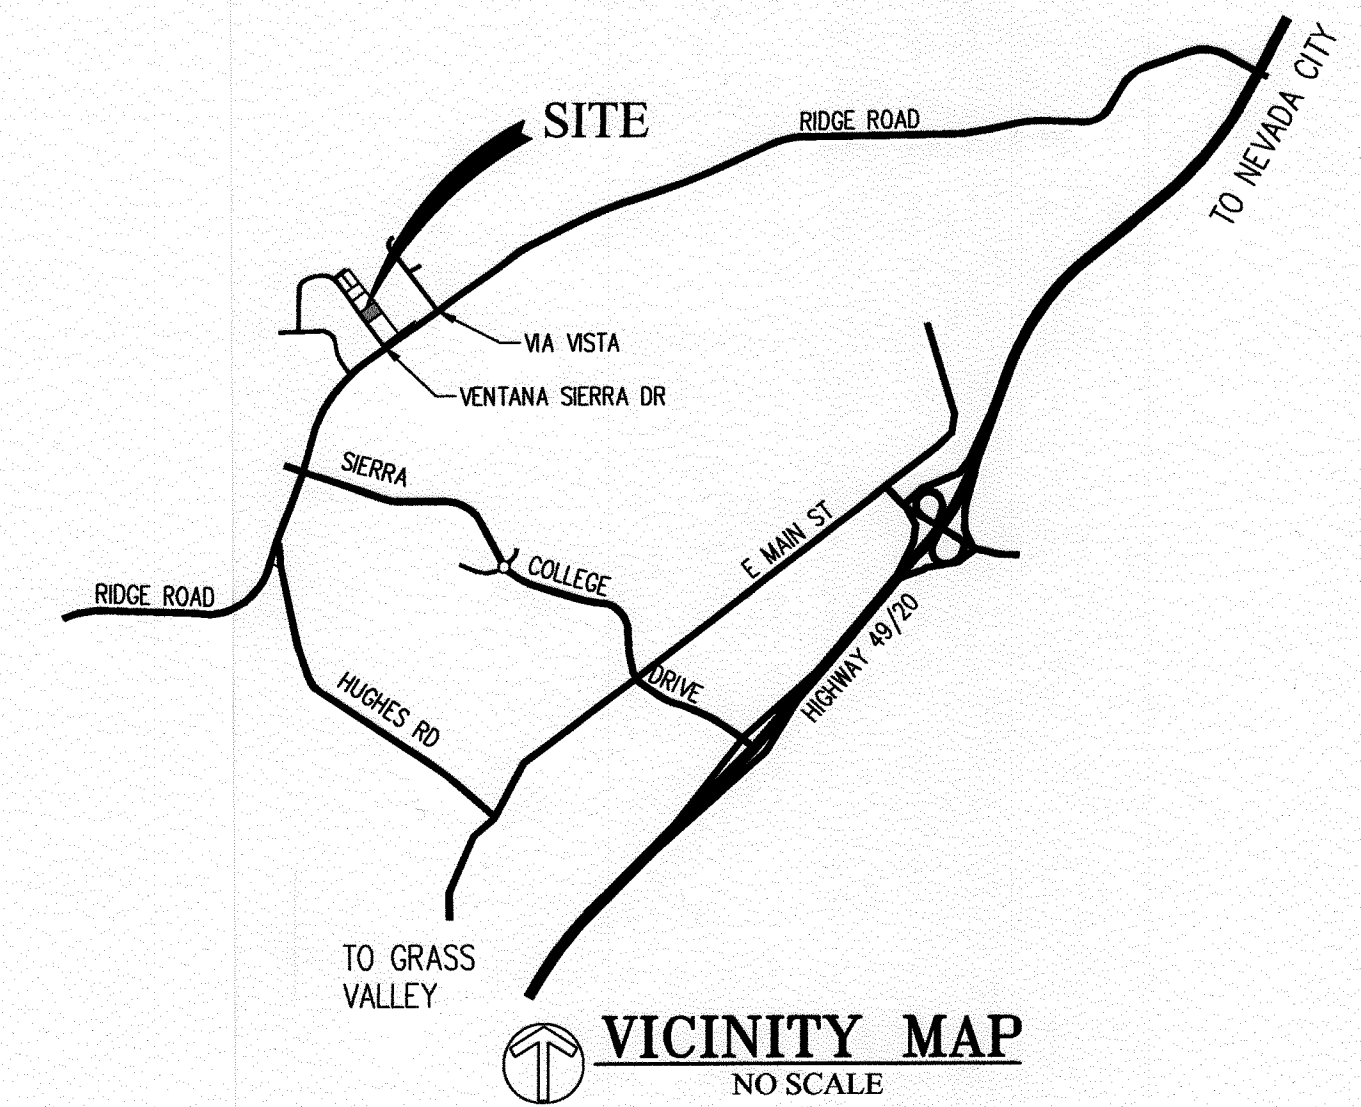 SITE
RIDGE ROAD
TO NEVADA CITY
VIA VISTA
VENTANA SIERRA DR
SIERRA
COLLEGE
DRIVE
E MAIN ST
HIGHWAY 49/20
RIDGE ROAD
HUGHES RD
TO GRASS
VALLEY
VICINITY MAP
NO SCALE